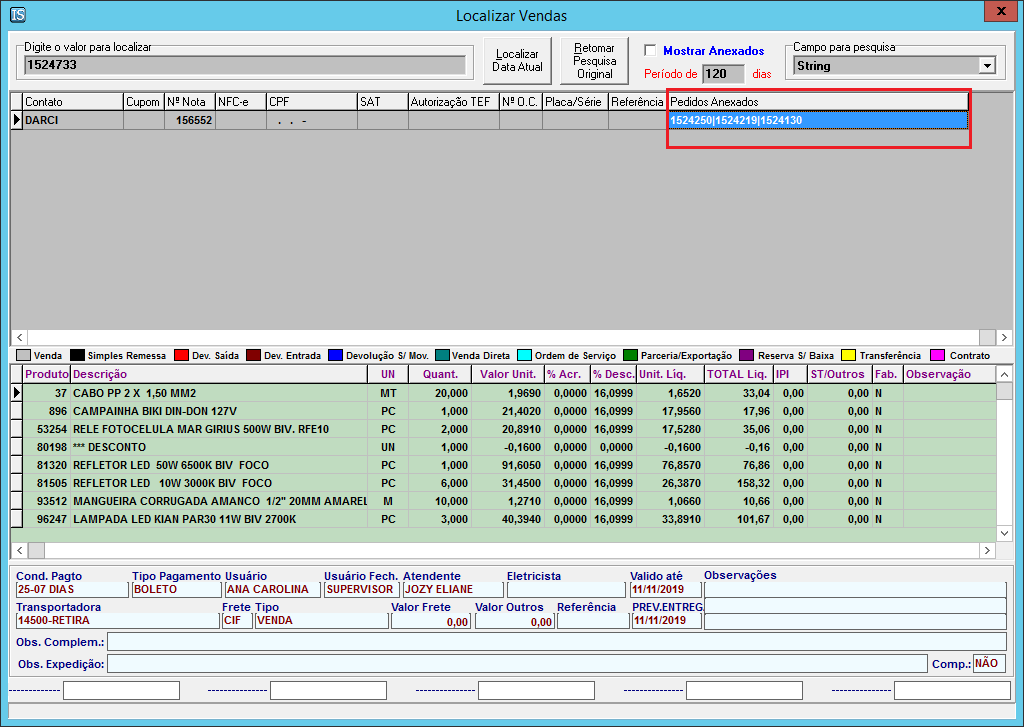 IS Localizar Vendas x
Digite o valor para localizar
1524733
Localizar
Data Atual
Retornar
Pesquisa
Original
Mostrar Anexados
Período de 120 dias
Campo para pesquisa
String
Contato Cupom Nº Nota NFC-e CPF SAT Autorização TEF Nº O.C. Placa/Série Referência Pedidos Anexados
DARCI 156552 . . - 1524250|1524219|1524130
Venda Simples Remessa Dev. Saída Dev. Entrada Devolução S/ Mov. Venda Direta Ordem de Serviço Parceria/Exportação Reserva S/ Baixa Transferência Contrato
Produto Descrição UN Quant. Valor Unit. % Acr. % Desc. Unit. Liq. TOTAL Liq. IPI ST/Outros Fab. Observação
37 CABO PP 2 X 1,50 MM2 MT 20,000 1,9690 0,0000 16,0999 1,6520 33,04 0,00 0,00 N
896 CAMPAINHA BIKI DIN-DON 127V PC 1,000 21,4020 0,0000 16,0999 17,9560 17,96 0,00 0,00 N
53254 RELE FOTOCELULA MAR GIRIUS 500W BIV. RFE10 PC 2,000 20,8910 0,0000 16,0999 17,5280 35,06 0,00 0,00 N
80198 *** DESCONTO UN 1,000 -0,1600 0,0000 0,0000 -0,1600 -0,16 0,00 0,00 N
81320 REFLETOR LED 50W 6500K BIV FOCO PC 1,000 91,6050 0,0000 16,0999 76,8570 76,86 0,00 0,00 N
81505 REFLETOR LED 10W 3000K BIV FOCO PC 6,000 31,4500 0,0000 16,0999 26,3870 158,32 0,00 0,00 N
93512 MANGUEIRA CORRUGADA AMANCO 1/2" 20MM AMAREL M 10,000 1,2710 0,0000 16,0999 1,0660 10,66 0,00 0,00 N
96247 LAMPADA LED KIAN PAR30 11W BIV 2700K PC 3,000 40,3940 0,0000 16,0999 33,8910 101,67 0,00 0,00 N
Cond. Pagto Tipo Pagamento Usuário Usuário Fech. Atendente Eletricista Valido até Observações
25-07 DIAS BOLETO ANA CAROLINA SUPERVISOR JOZY ELIANE 11/11/2019
Transportadora Frete Tipo Valor Frete Valor Outros Referência PREV.ENTREG.
14500-RETIRA CIF VENDA 0,00 0,00 11/11/2019
Obs. Complem.:
Obs. Expedição: Comp.: NÃO
------------- ------------- ------------- ------------- -------------